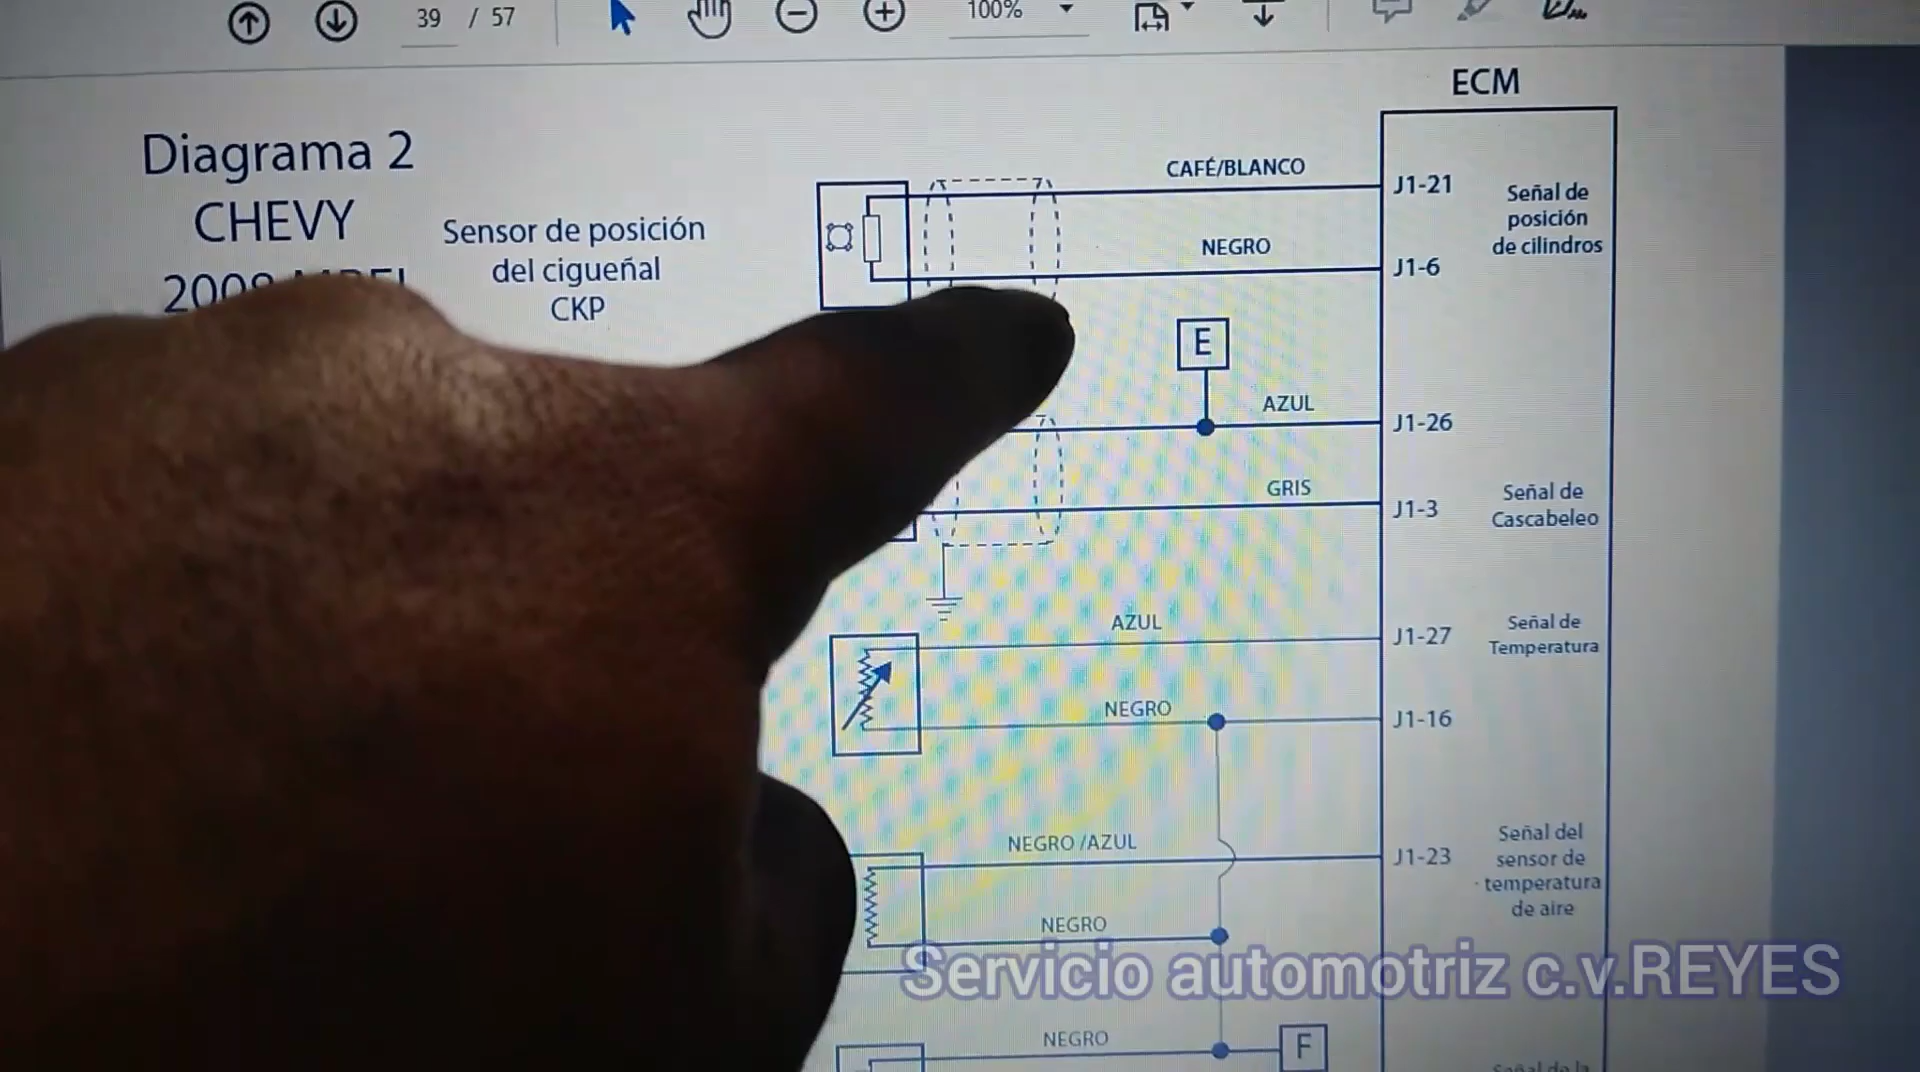 39 / 57
100%
ECM
Diagrama 2
CHEVY
2008
Sensor de posición
del cigueñal
CKP
CAFÉ/BLANCO
J1-21
Señal de
posición
de cilindros
NEGRO
J1-6
E
AZUL
J1-26
GRIS
J1-3
Señal de
Cascabeleo
AZUL
J1-27
Señal de
Temperatura
NEGRO
J1-16
NEGRO /AZUL
J1-23
Señal del
sensor de
temperatura
de aire
NEGRO
Servicio automotriz c.v.REYES
NEGRO
F